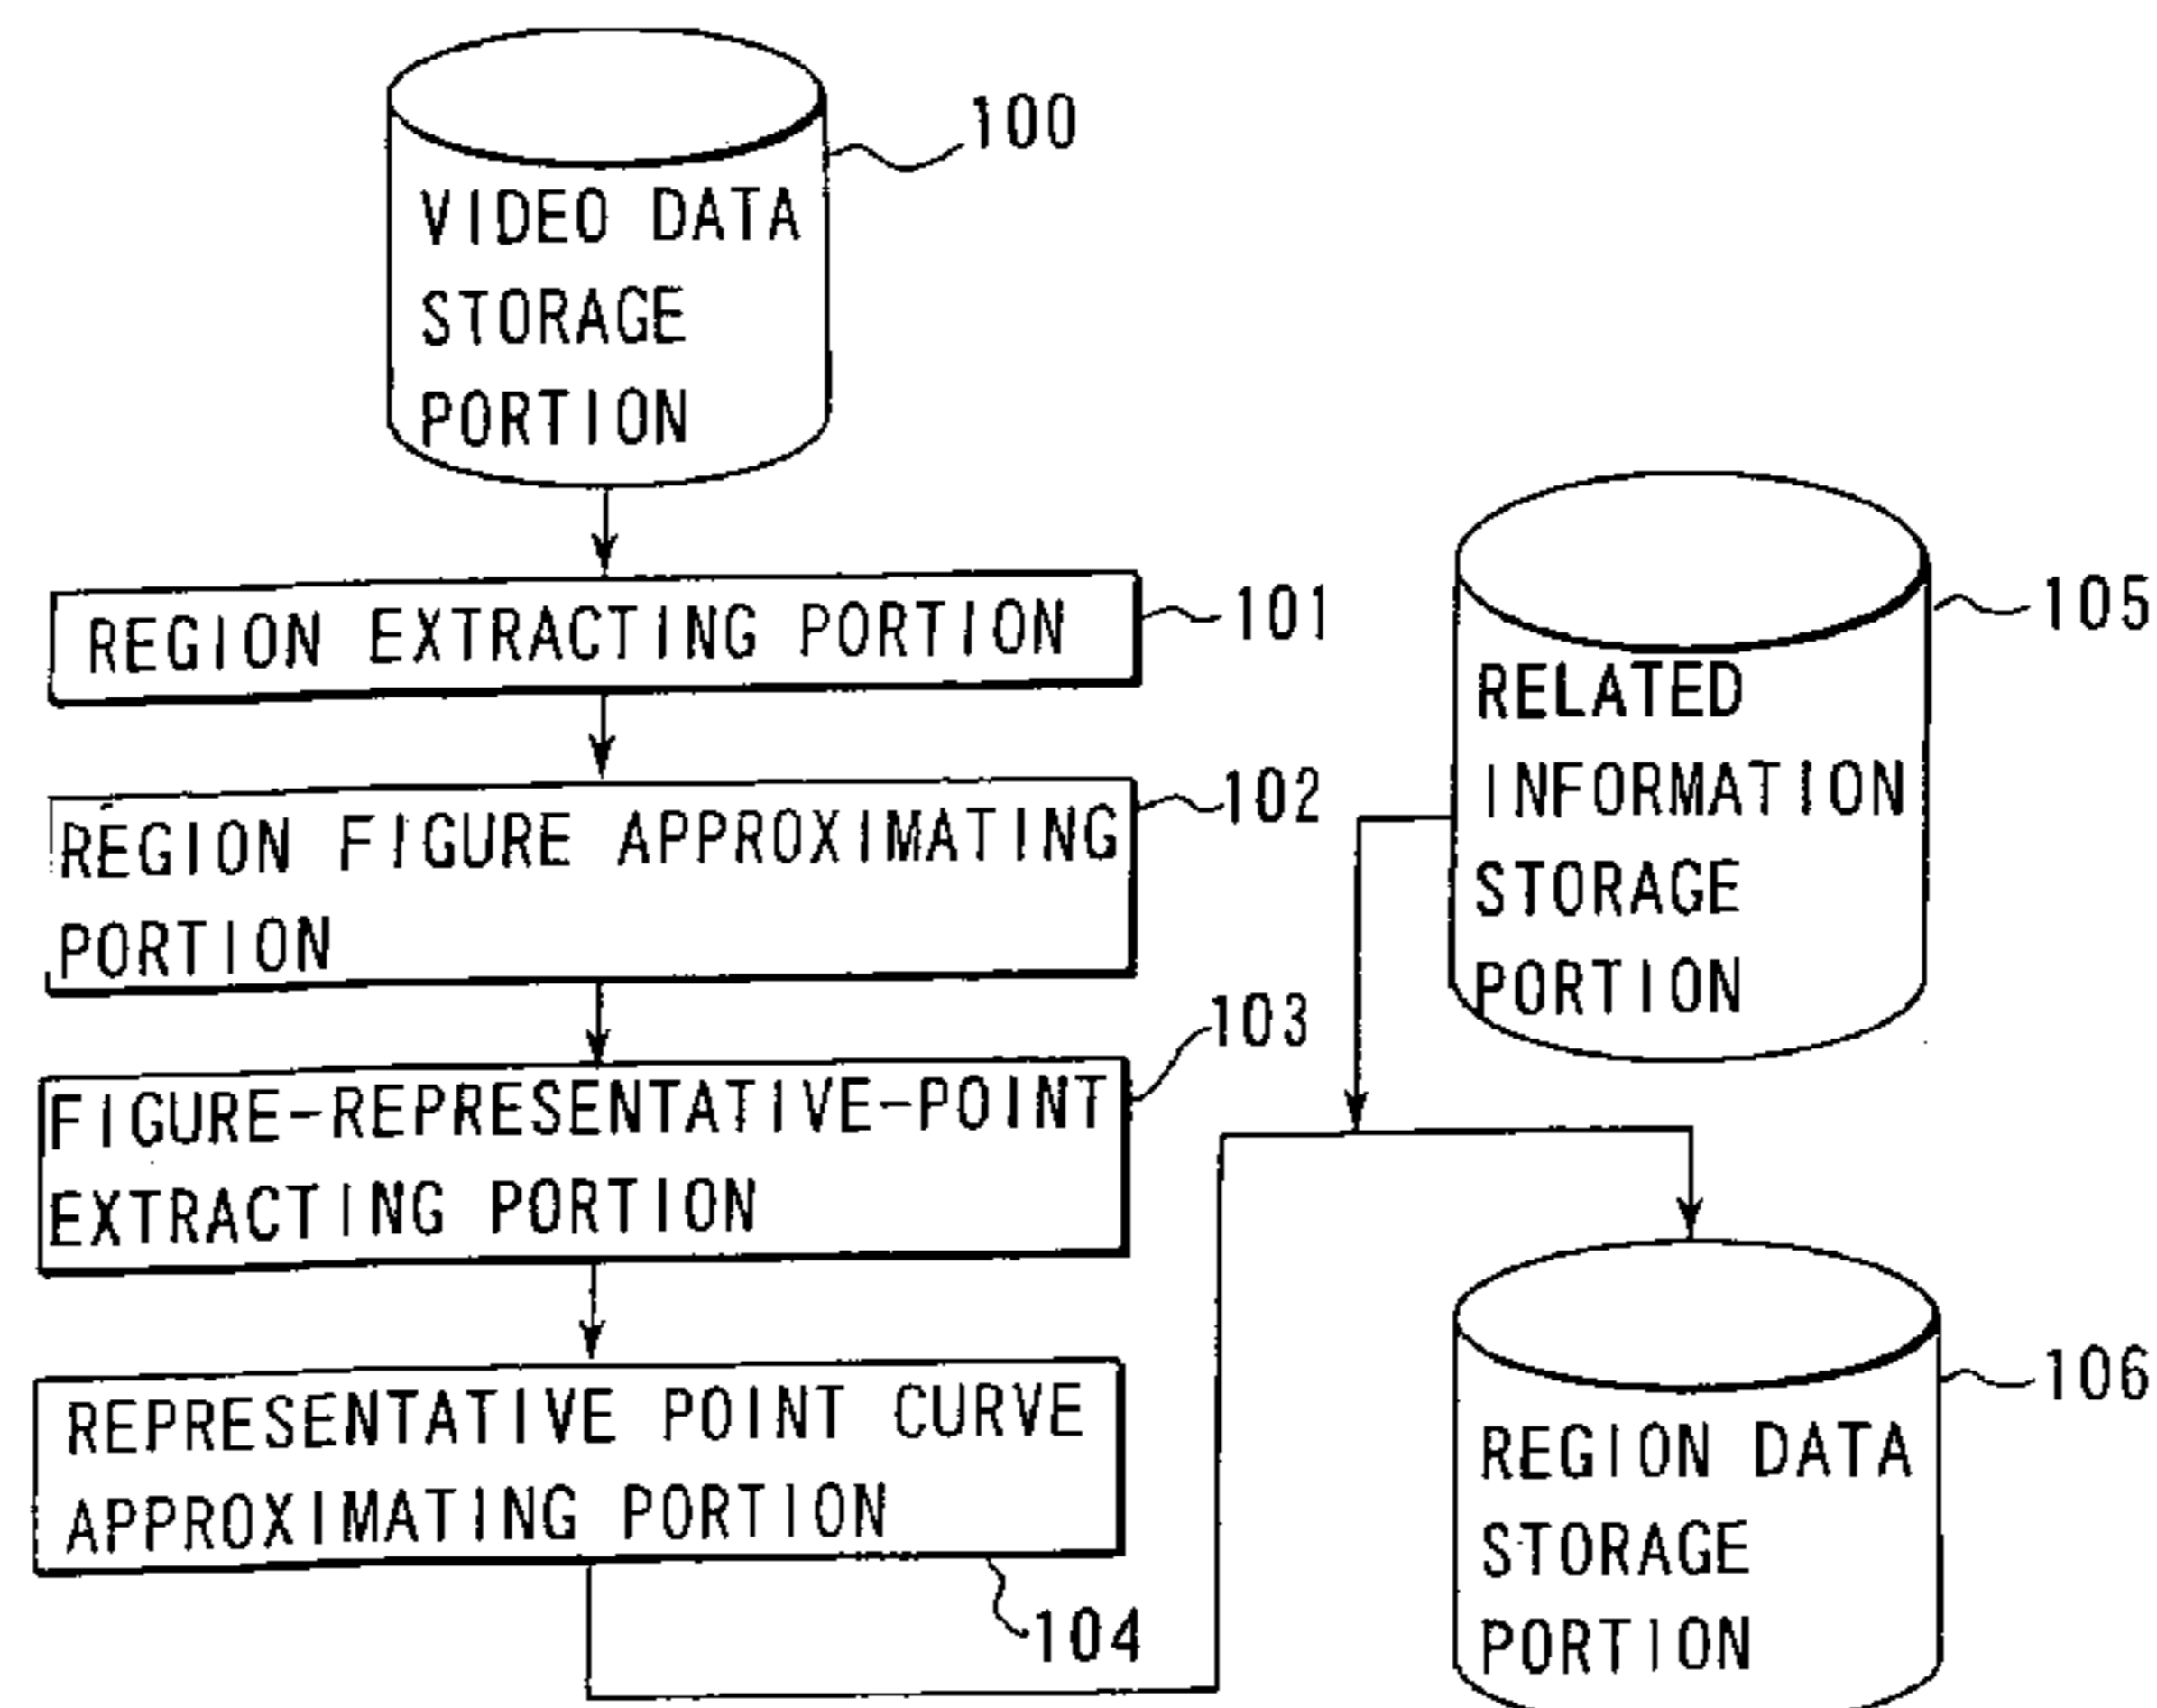 100
VIDEO DATA
STORAGE
PORTION
REGION EXTRACTING PORTION
101
REGION FIGURE APPROXIMATING
PORTION
102
FIGURE-REPRESENTATIVE-POINT
EXTRACTING PORTION
103
REPRESENTATIVE POINT CURVE
APPROXIMATING PORTION
104
105
RELATED
INFORMATION
STORAGE
PORTION
106
REGION DATA
STORAGE
PORTION